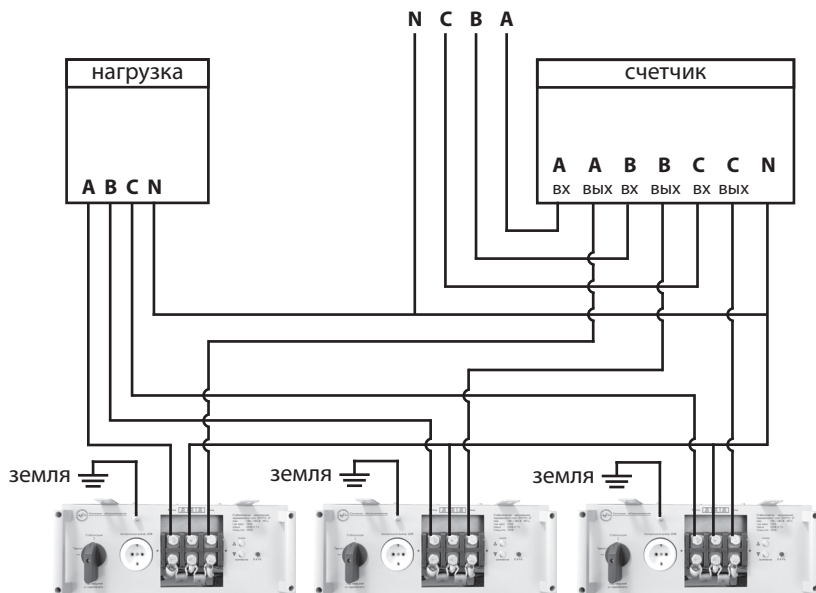 N C B A
нагрузка
счетчик
A B C N
A A B B C C N
вх вых вх вых вх вых
земля
земля
земля